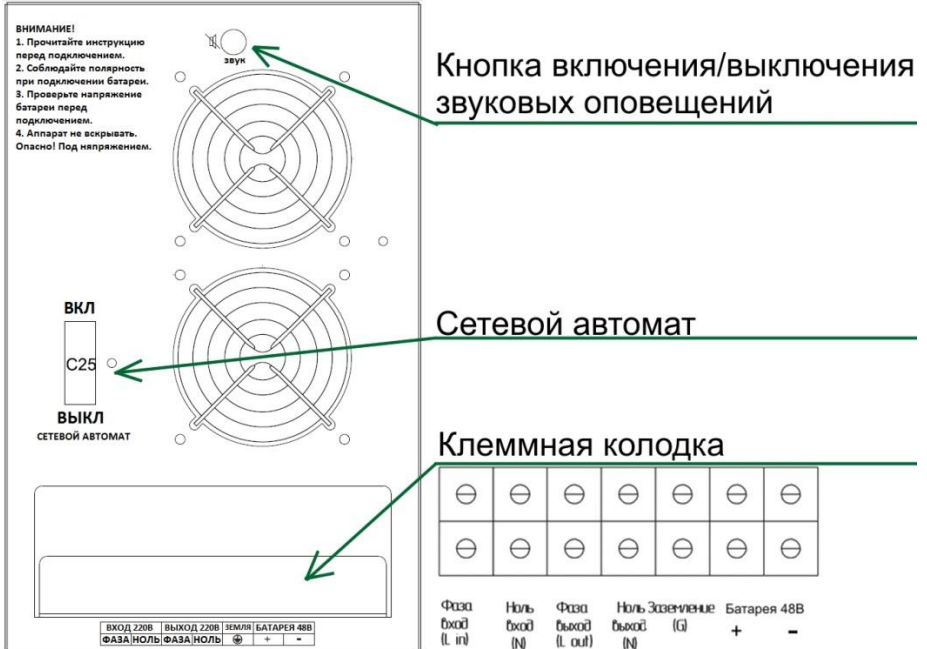 ВНИМАНИЕ!
1. Прочитайте инструкцию
перед подключением.
2. Соблюдайте полярность
при подключении батареи.
3. Проверьте напряжение
батареи перед
подключением.
4. Аппарат не вскрывать.
Опасно! Под няпряжением.
звук
Кнопка включения/выключения
звуковых оповещений
ВКЛ
C25
ВЫКЛ
СЕТЕВОЙ АВТОМАТ
Сетевой автомат
Клеммная колодка
Фаза Ноль Фаза Ноль Заземление Батарея 48В
вход вход выход выход (G) + -
(L in) (N) (L out) (N)
ВХОД 220В ВЫХОД 220В ЗЕМЛЯ БАТАРЕЯ 48В
ФАЗА НОЛЬ ФАЗА НОЛЬ + -